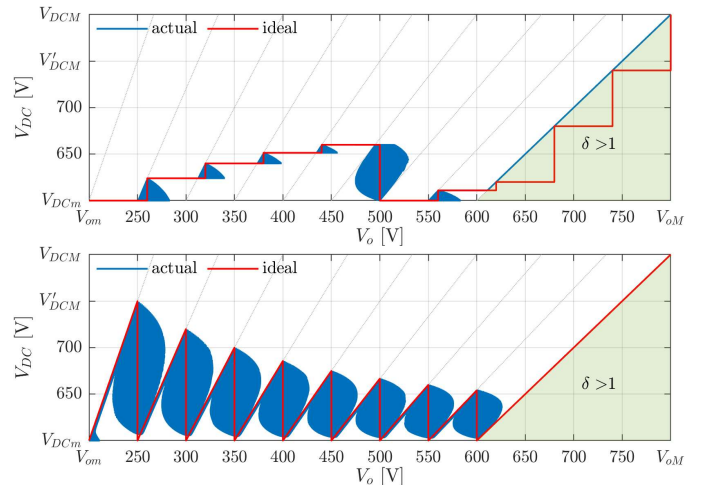 V_DCM
actual ideal
V'_DCM
700
V_DC [V]
650
δ >1
V_DCm
V_om 250 300 350 400 450 500 550 600 650 700 750 V_oM
V_o [V]
V_DCM
actual ideal
V'_DCM
700
V_DC [V]
650
δ >1
V_DCm
V_om 250 300 350 400 450 500 550 600 650 700 750 V_oM
V_o [V]